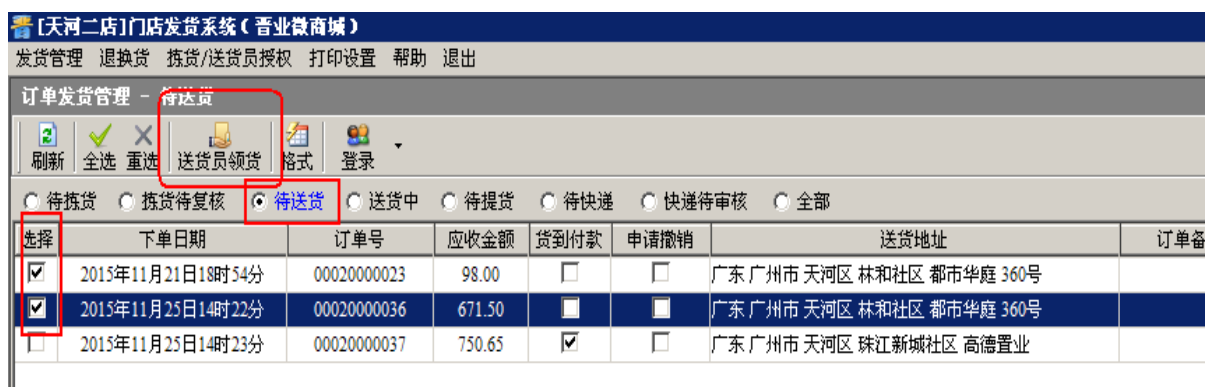 [天河二店]门店发货系统(晋业微商城)
发货管理 退换货 拣货/送货员授权 打印设置 帮助 退出
订单发货管理 - 待送货
刷新 全选 重选 送货员领货 格式 登录
待拣货 拣货待复核 待送货 送货中 待提货 待快递 快递待审核 全部
选择 下单日期 订单号 应收金额 货到付款 申请撤销 送货地址 订单备
2015年11月21日18时54分 00020000023 98.00 广东 广州市 天河区 林和社区 都市华庭 360号
2015年11月25日14时22分 00020000036 671.50 广东 广州市 天河区 林和社区 都市华庭 360号
2015年11月25日14时23分 00020000037 750.65 广东 广州市 天河区 珠江新城社区 高德置业